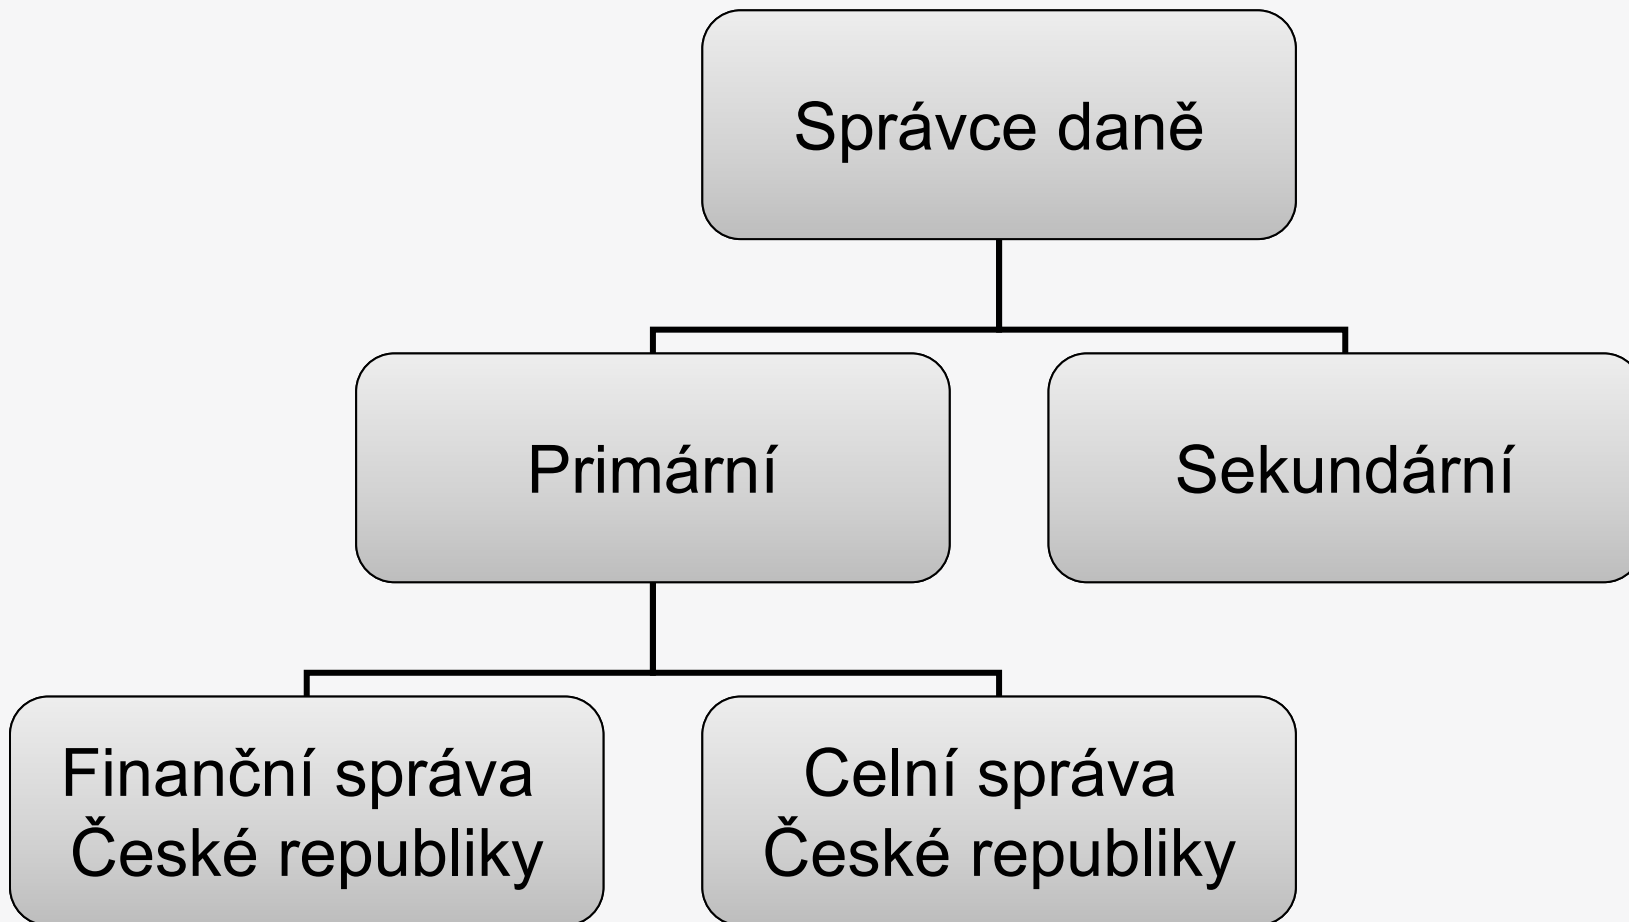 Správce daně
Primární
Sekundární
Finanční správa
České republiky
Celní správa
České republiky